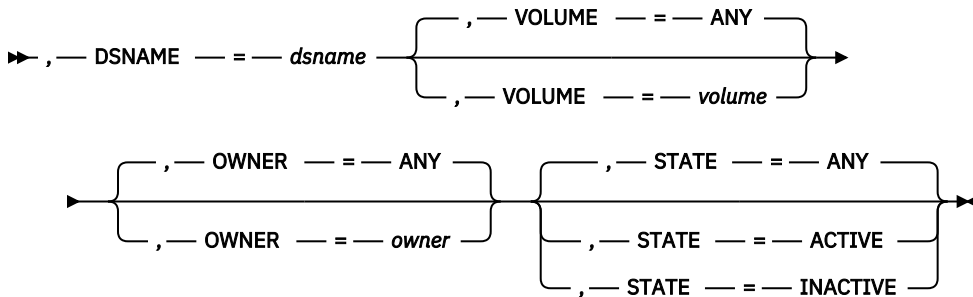 , VOLUME = ANY
, DSNAME = dsname
, VOLUME = volume
, OWNER = ANY , STATE = ANY
, OWNER = owner , STATE = ACTIVE
, STATE = INACTIVE